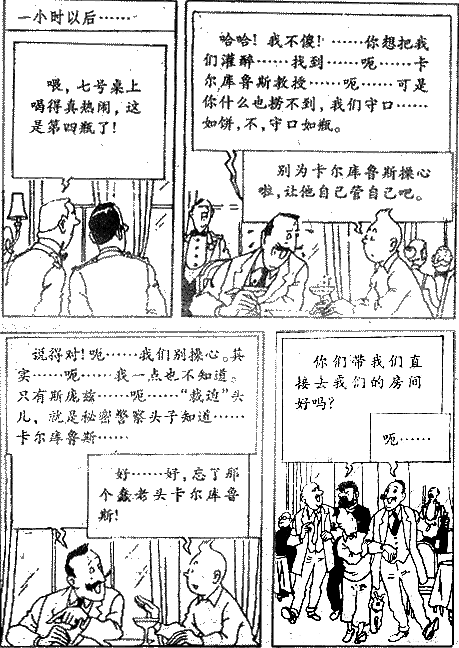 一小时以后……
喂，七号桌上
喝得真热闹，这
是第四瓶了！
哈哈！我不傻！……你想把我
们灌醉……找到……呃……卡
尔库鲁斯教授……呃……可是
你什么也捞不到，我们守口……
如饼，不，守口如瓶。
别为卡尔库鲁斯操心
啦，让他自己管自己吧。
说得对！呃……我们别操心。其
实……呃……我一点也不知道。
只有斯庞兹……呃……“裁迫”头
儿，就是秘密警察头子知道……
卡尔库鲁斯……
好……好，忘了那
个蠢老头卡尔库鲁
斯！
你们带我们直
接去我们的房间
好吗？
呃……